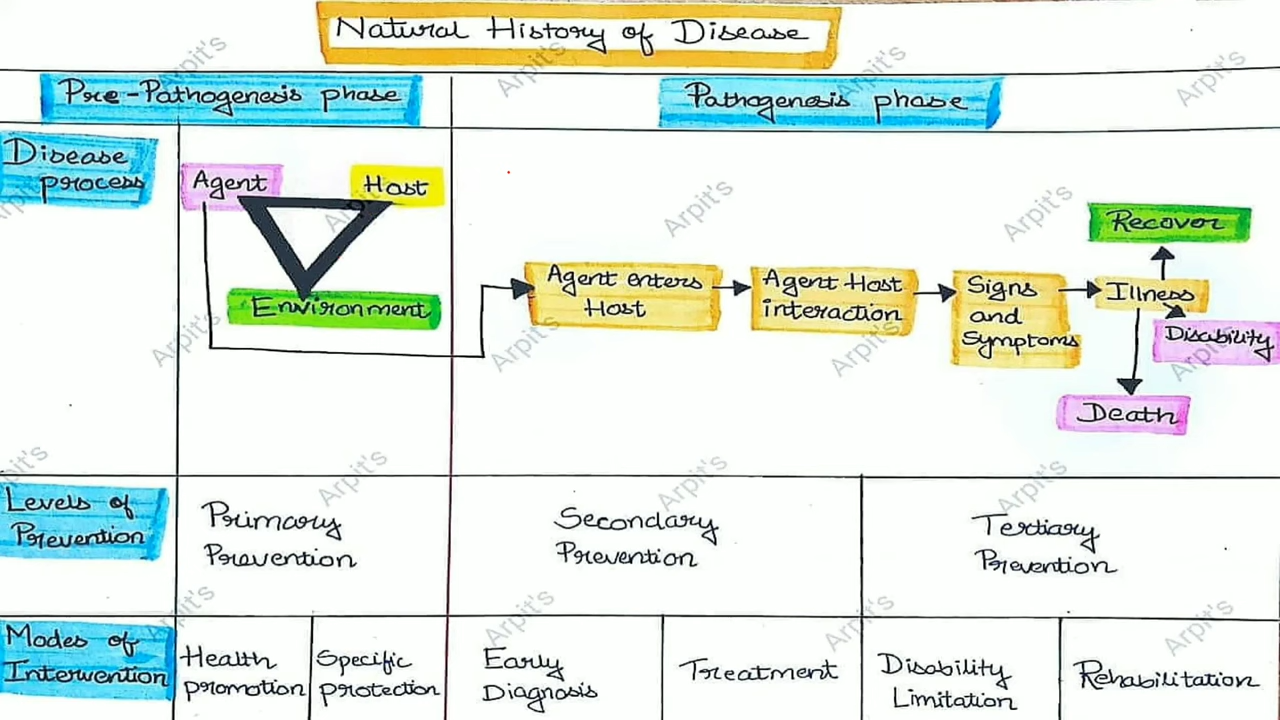 Natural History of Disease
Pre-Pathogenesis phase
Pathogenesis phase
Disease
process
Agent
Host
Environment
Agent enters
Host
Agent Host
interaction
Signs
and
Symptoms
Illness
Recover
Disability
Death
Levels of
Prevention
Primary
Prevention
Secondary
Prevention
Tertiary
Prevention
Modes of
Intervention
Health
promotion
Specific
protection
Early
Diagnosis
Treatment
Disability
Limitation
Rehabilitation
Arpit's